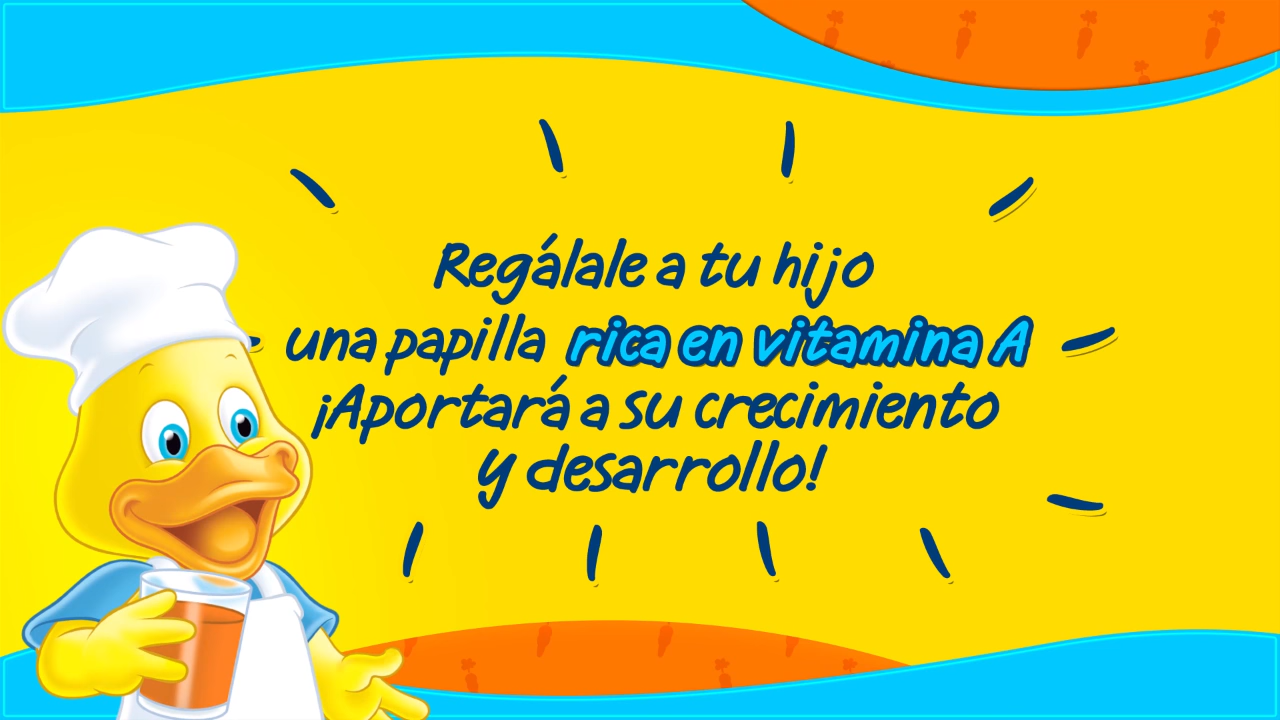 Regálale a tu hijo
una papilla rica en vitamina A
¡Aportará a su crecimiento
y desarrollo!